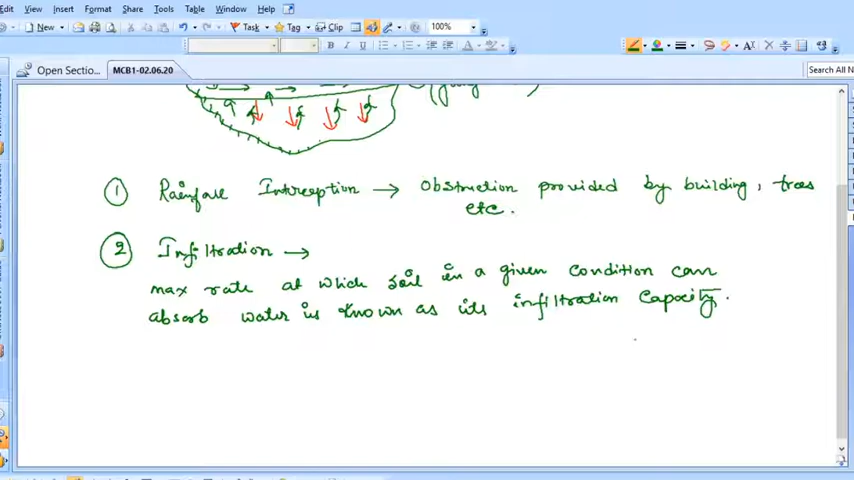 Edit View Insert Format Share Tools Table Window Help
New Task Tag Clip 100%
Open Sectio... MCB1-02.06.20 Search All N
① Rainfall Interception → Obstruction provided by building, trees
etc.
② Infiltration →
max rate at which soil in a given condition can
absorb water is known as its infiltration capacity.